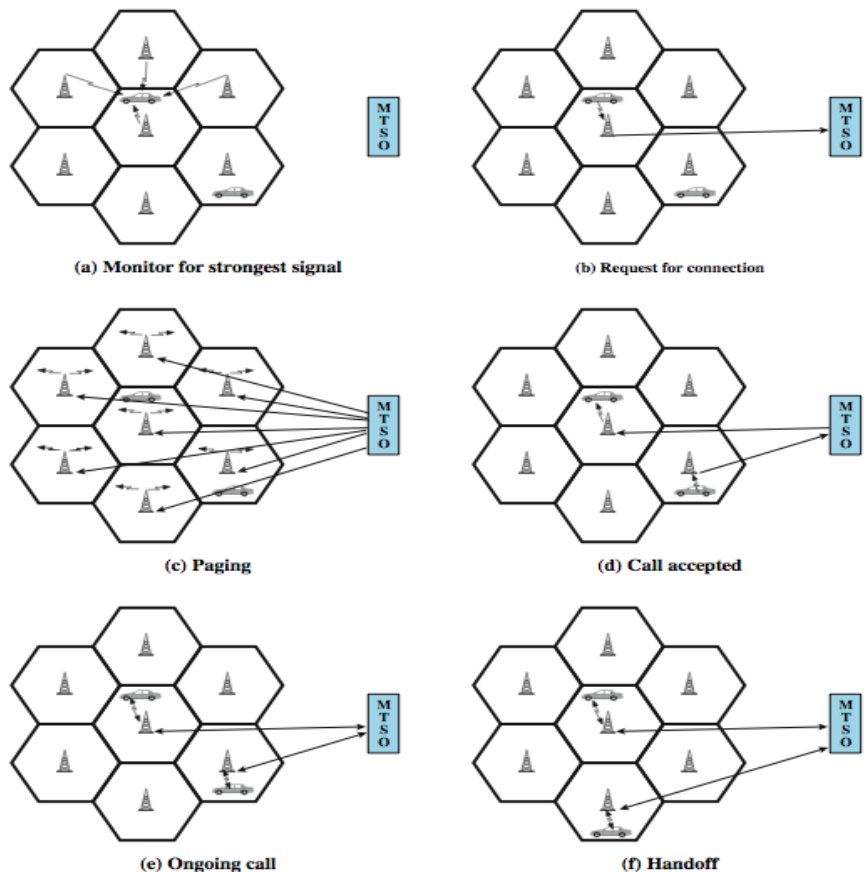 M
T
S
O
M
T
S
O
(a) Monitor for strongest signal
(b) Request for connection
M
T
S
O
M
T
S
O
(c) Paging
(d) Call accepted
M
T
S
O
M
T
S
O
(e) Ongoing call
(f) Handoff